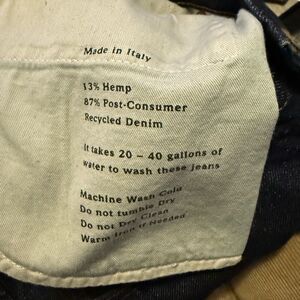 Made in Italy
13% Hemp
87% Post-Consumer
Recycled Denim
It takes 20 – 40 gallons of
water to wash these jeans
Machine Wash Cold
Do not tumble Dry
Do not Dry Clean
Warm Iron if Needed